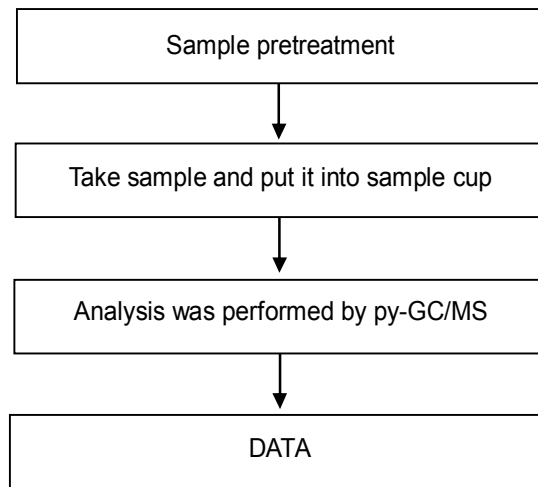 Sample pretreatment
Take sample and put it into sample cup
Analysis was performed by py-GC/MS
DATA